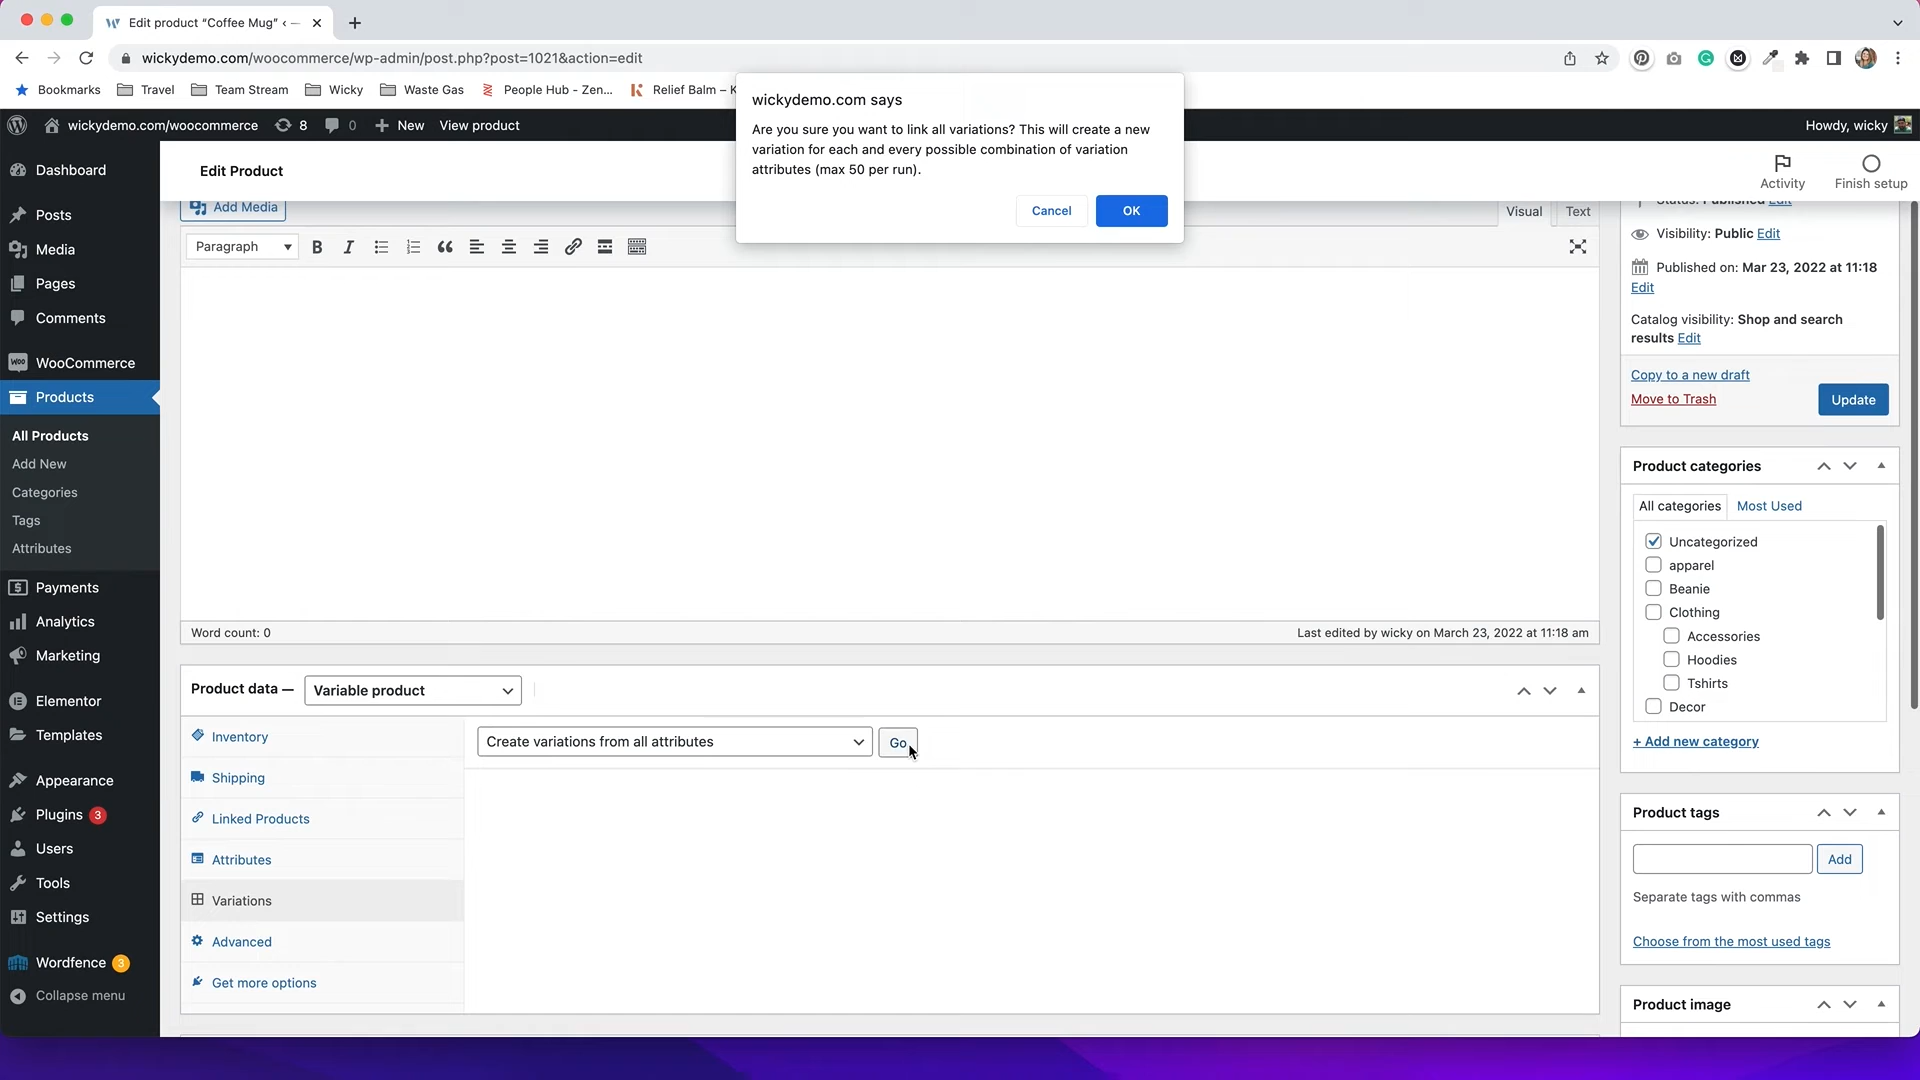 Edit product “Coffee Mug” ‹ —
wickydemo.com/woocommerce/wp-admin/post.php?post=1021&action=edit
Bookmarks
Travel
Team Stream
Wicky
Waste Gas
People Hub - Zen...
Relief Balm – K
wickydemo.com/woocommerce
8
0
New
View product
Howdy, wicky
wickydemo.com says
Are you sure you want to link all variations? This will create a new
variation for each and every possible combination of variation
attributes (max 50 per run).
Cancel
OK
Edit Product
Activity
Finish setup
Dashboard
Posts
Media
Pages
Comments
WooCommerce
Products
All Products
Add New
Categories
Tags
Attributes
Payments
Analytics
Marketing
Elementor
Templates
Appearance
Plugins 3
Users
Tools
Settings
Wordfence 3
Collapse menu
Add Media
Visual
Text
Paragraph
B
I
Word count: 0
Last edited by wicky on March 23, 2022 at 11:18 am
Product data —
Variable product
Inventory
Shipping
Linked Products
Attributes
Variations
Advanced
Get more options
Create variations from all attributes
Go
Status: Published Edit
Visibility: Public Edit
Published on: Mar 23, 2022 at 11:18
Edit
Catalog visibility: Shop and search
results Edit
Copy to a new draft
Move to Trash
Update
Product categories
All categories
Most Used
Uncategorized
apparel
Beanie
Clothing
Accessories
Hoodies
Tshirts
Decor
+ Add new category
Product tags
Add
Separate tags with commas
Choose from the most used tags
Product image